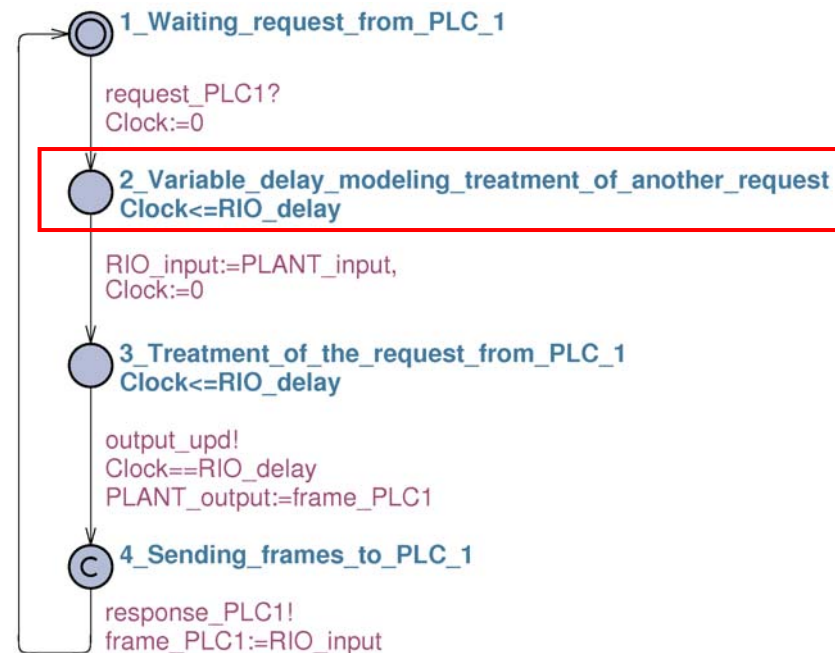 1_Waiting_request_from_PLC_1
request_PLC1?
Clock:=0
2_Variable_delay_modeling_treatment_of_another_request
Clock<=RIO_delay
RIO_input:=PLANT_input,
Clock:=0
3_Treatment_of_the_request_from_PLC_1
Clock<=RIO_delay
output_upd!
Clock==RIO_delay
PLANT_output:=frame_PLC1
C
4_Sending_frames_to_PLC_1
response_PLC1!
frame_PLC1:=RIO_input